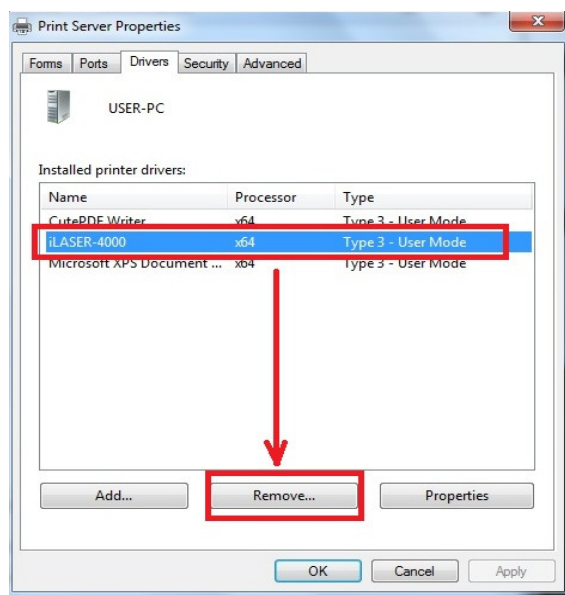 Print Server Properties
Forms Ports Drivers Security Advanced
USER-PC
Installed printer drivers:
Name Processor Type
CutePDF Writer x64 Type 3 - User Mode
iLASER-4000 x64 Type 3 - User Mode
Microsoft XPS Document ... x64 Type 3 - User Mode
Add... Remove... Properties
OK Cancel Apply